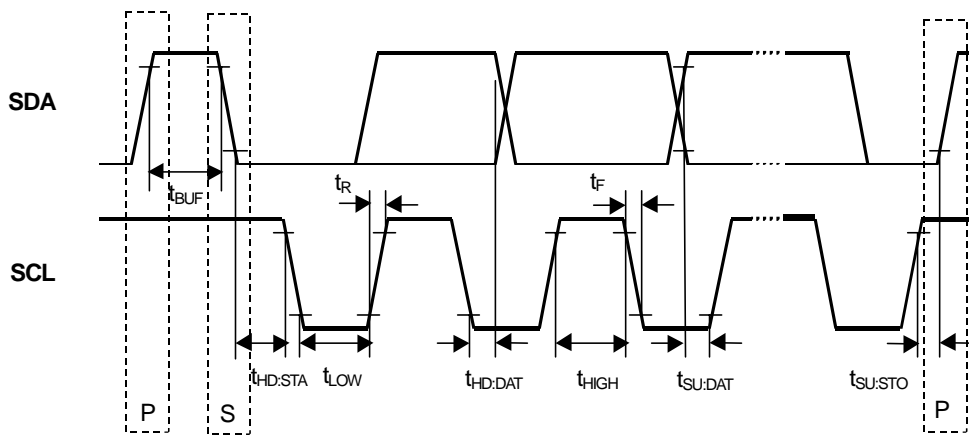 SDA
tBUF
tR
tF
SCL
tHD:STA
tLOW
tHD:DAT
tHIGH
tSU:DAT
tSU:STO
P
S
P